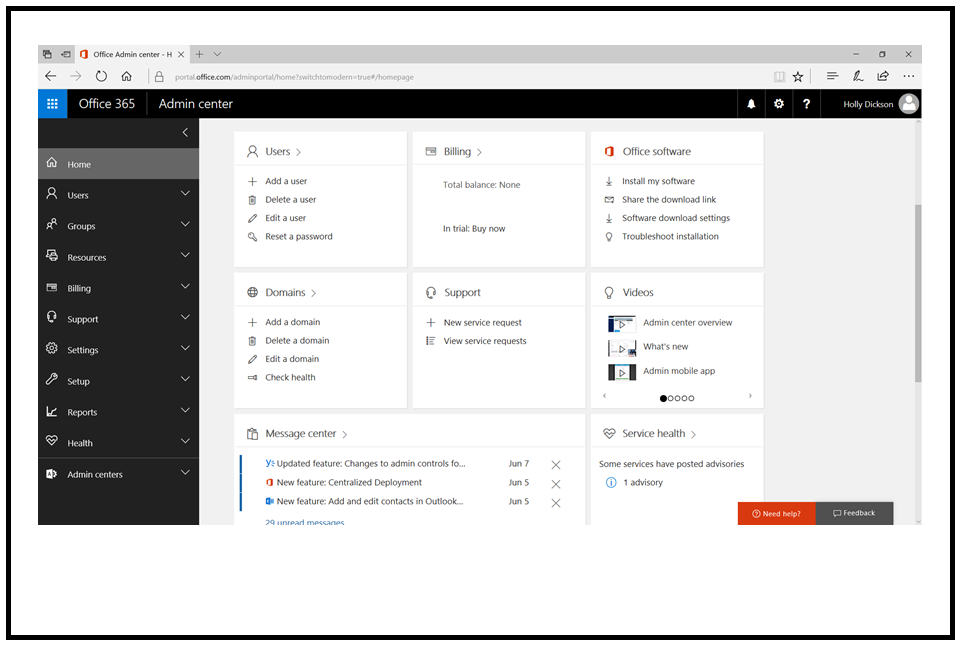 Office Admin center - H
portal.office.com/adminportal/home?switchtomodern=true#/homepage
Office 365 Admin center
Holly Dickson
Home
Users
Groups
Resources
Billing
Support
Settings
Setup
Reports
Health
Admin centers
Users
Add a user
Delete a user
Edit a user
Reset a password
Billing
Total balance: None
In trial: Buy now
Office software
Install my software
Share the download link
Software download settings
Troubleshoot installation
Domains
Add a domain
Delete a domain
Edit a domain
Check health
Support
New service request
View service requests
Videos
Admin center overview
What's new
Admin mobile app
Message center
Updated feature: Changes to admin controls fo... Jun 7
New feature: Centralized Deployment Jun 5
New feature: Add and edit contacts in Outlook... Jun 5
29 unread messages
Service health
Some services have posted advisories
1 advisory
Need help?
Feedback